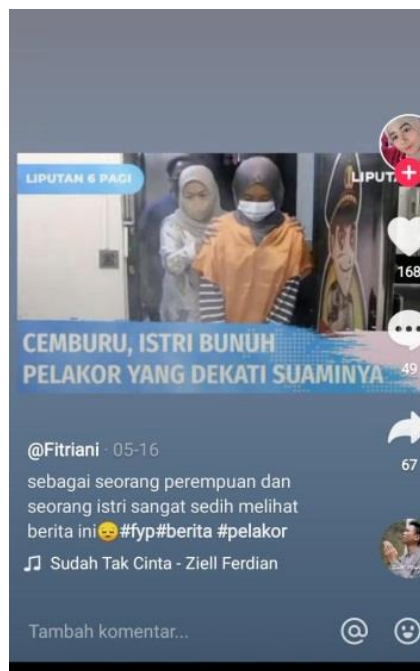 LIPUTAN 6 PAGI
LIPUT
CEMBURU, ISTRI BUNUH
PELAKOR YANG DEKATI SUAMINYA
168
49
67
@Fitriani · 05-16
sebagai seorang perempuan dan
seorang istri sangat sedih melihat
berita ini😔#fyp#berita #pelakor
Sudah Tak Cinta - Ziell Ferdian
Tambah komentar...